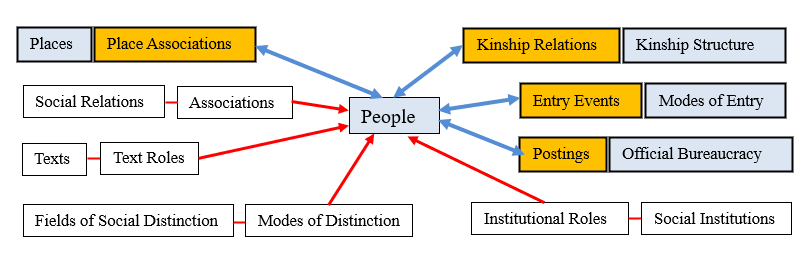 Places
Place Associations
Kinship Relations
Kinship Structure
Social Relations
Associations
Entry Events
Modes of Entry
People
Texts
Text Roles
Postings
Official Bureaucracy
Fields of Social Distinction
Modes of Distinction
Institutional Roles
Social Institutions